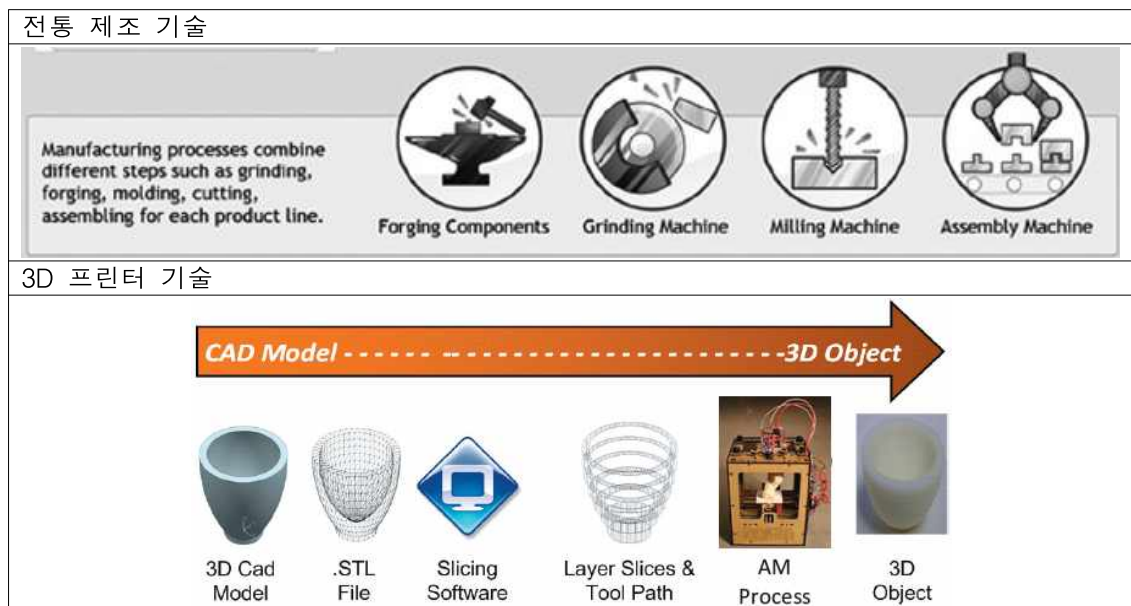 전통 제조 기술
Manufacturing processes combine
different steps such as grinding,
forging, molding, cutting,
assembling for each product line.
Forging Components
Grinding Machine
Milling Machine
Assembly Machine
3D 프린터 기술
CAD Model - - - - - - -- - - - - - - - - - - - - - - - - - - - - - - - -3D Object
3D Cad
Model
.STL
File
Slicing
Software
Layer Slices &
Tool Path
AM
Process
3D
Object